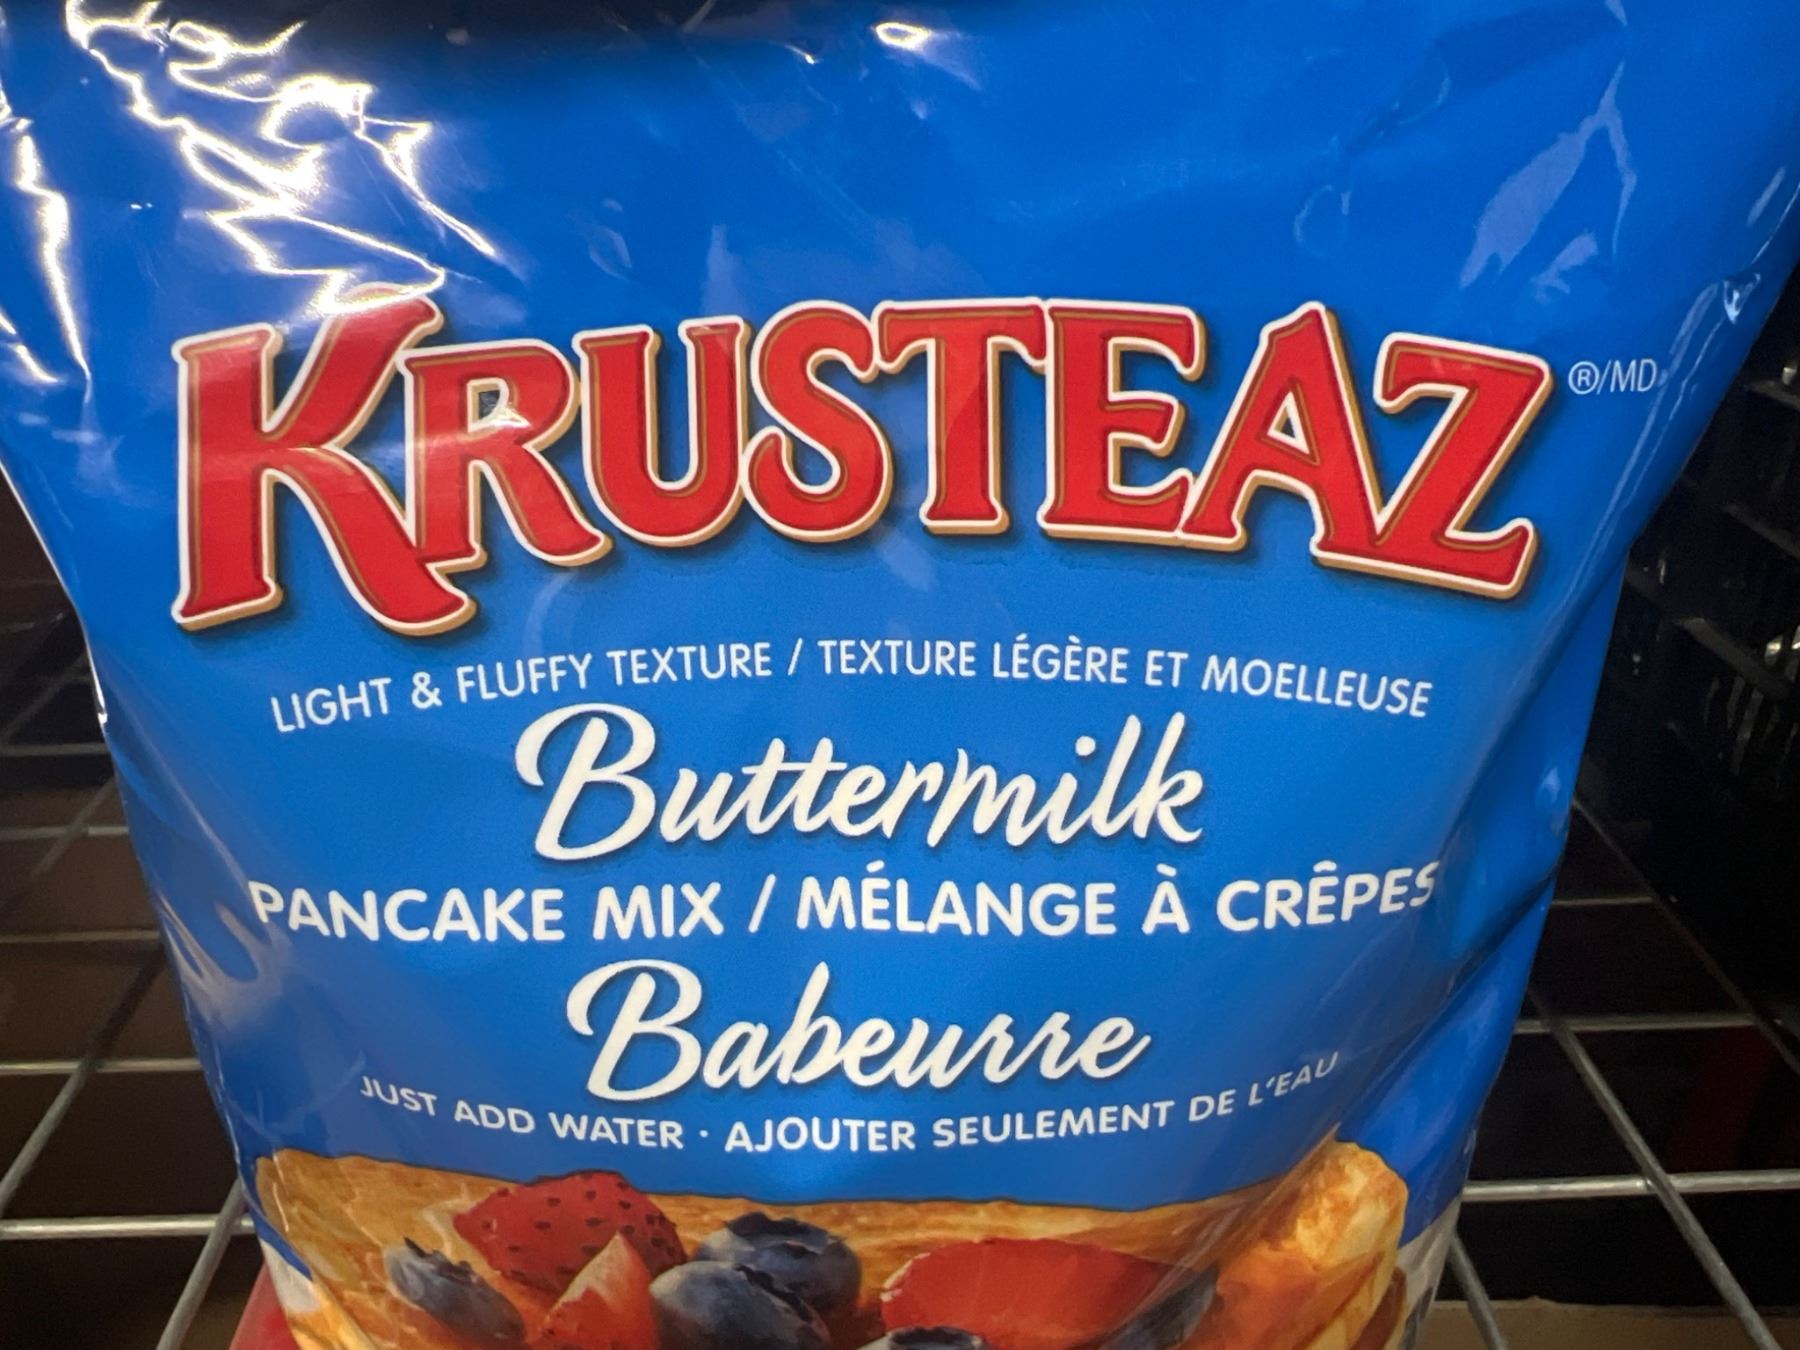 KRUSTEAZ ®/MD
LIGHT & FLUFFY TEXTURE / TEXTURE LÉGÈRE ET MOELLEUSE
Buttermilk
PANCAKE MIX / MÉLANGE À CRÊPES
Babeurre
JUST ADD WATER · AJOUTER SEULEMENT DE L'EAU